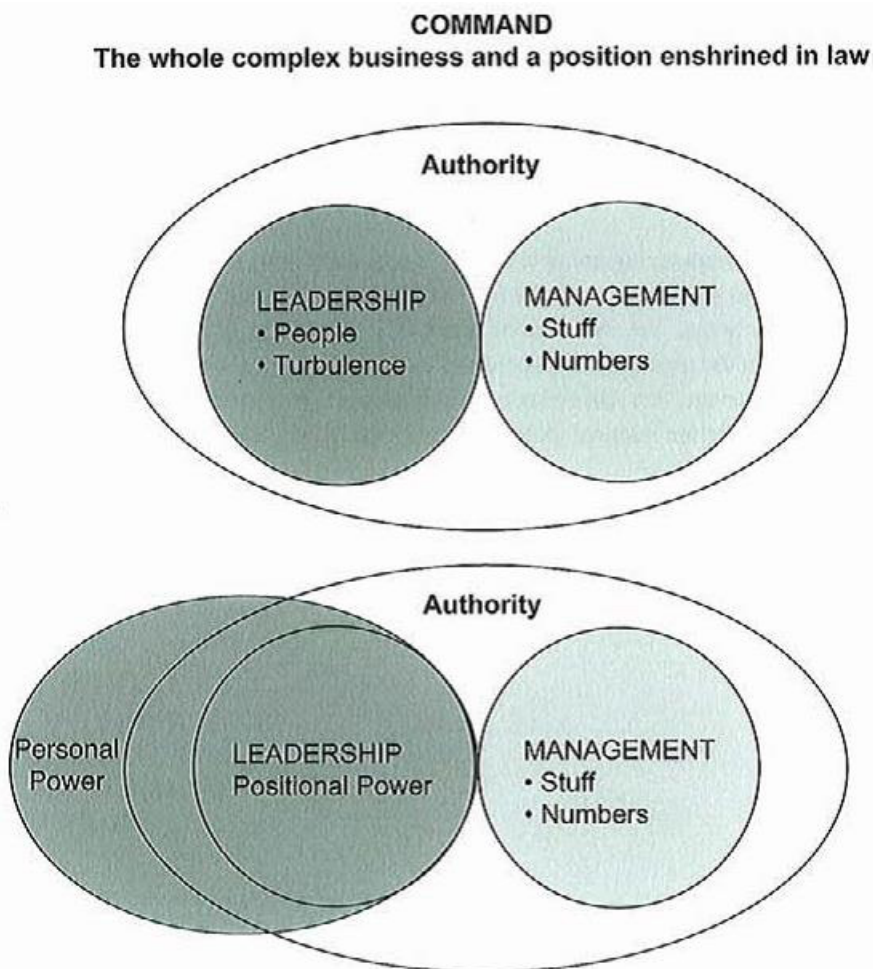 COMMAND
The whole complex business and a position enshrined in law
Authority
LEADERSHIP
• People
• Turbulence
MANAGEMENT
• Stuff
• Numbers
Authority
Personal
Power
LEADERSHIP
Positional Power
MANAGEMENT
• Stuff
• Numbers